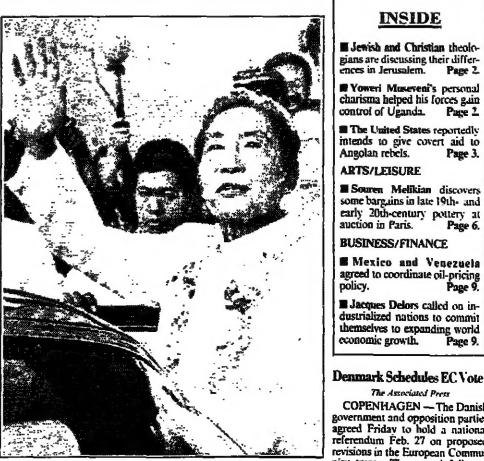 INSIDE
■ Jewish and Christian theolo-
gians are discussing their differ-
ences in Jerusalem. Page 2.
■ Yoweri Museveni's personal
charisma helped his forces gain
control of Uganda. Page 2.
■ The United States reportedly
intends to give covert aid to
Angolan rebels. Page 3.
ARTS/LEISURE
■ Souren Melikian discovers
some bargains in late 19th- and
early 20th-century pottery at
auction in Paris. Page 6.
BUSINESS/FINANCE
■ Mexico and Venezuela
agreed to coordinate oil-pricing
policy. Page 9.
■ Jacques Delors called on in-
dustrialized nations to commit
themselves to expanding world
economic growth. Page 9.
Denmark Schedules EC Vote
The Associated Press
COPENHAGEN — The Danish
government and opposition parties
agreed Friday to hold a national
referendum Feb. 27 on proposed
revisions in the European Commu-